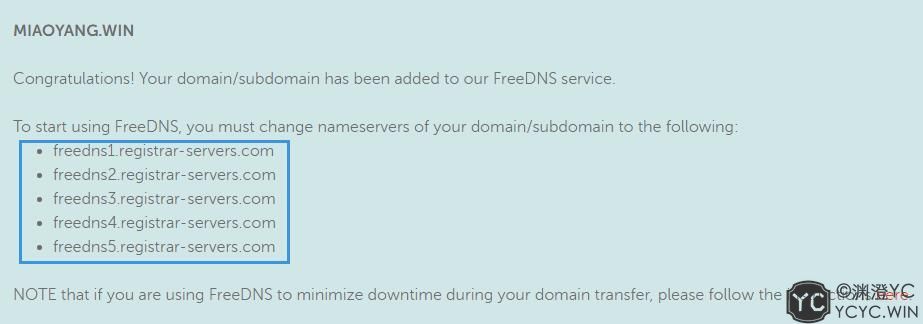 MIAOYANG.WIN
Congratulations! Your domain/subdomain has been added to our FreeDNS service.
To start using FreeDNS, you must change nameservers of your domain/subdomain to the following:
• freedns1.registrar-servers.com
• freedns2.registrar-servers.com
• freedns3.registrar-servers.com
• freedns4.registrar-servers.com
• freedns5.registrar-servers.com
NOTE that if you are using FreeDNS to minimize downtime during your domain transfer, please follow the here.
YC
©渊澄YC
YCYC.WIN